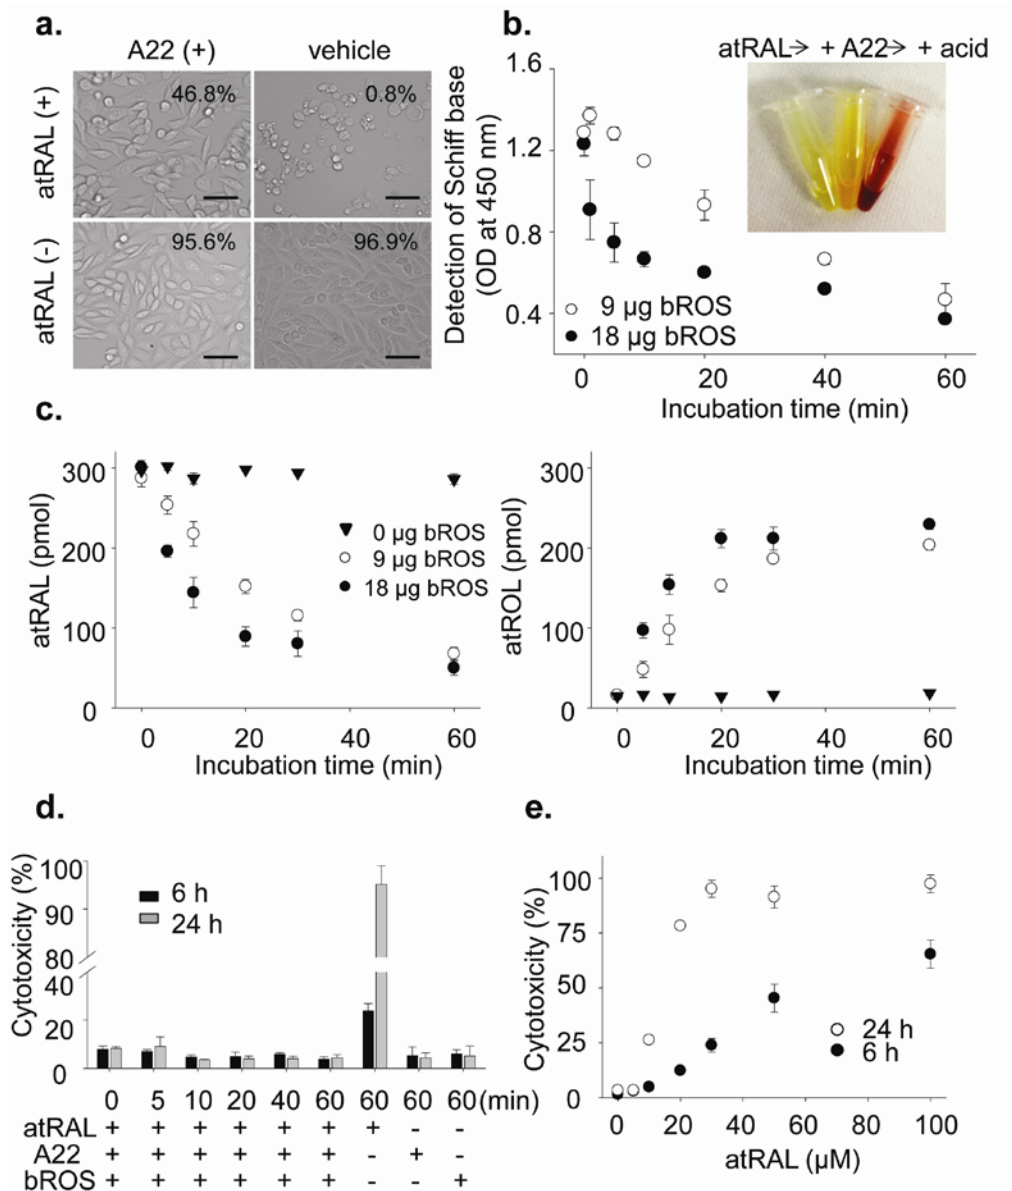 a.
A22 (+) vehicle
atRAL (+)
46.8% 0.8%
atRAL (-)
95.6% 96.9%
b.
atRAL→ + A22→ + acid
Detection of Schiff base
(OD at 450 nm)
1.6
1.2
0.8
0.4
9 µg bROS
18 µg bROS
0 20 40 60
Incubation time (min)
c.
atRAL (pmol)
300
200
100
0
0 µg bROS
9 µg bROS
18 µg bROS
0 20 40 60
Incubation time (min)
atROL (pmol)
300
200
100
0
0 20 40 60
Incubation time (min)
d.
Cytotoxicity (%)
100
90
80
40
20
0
6 h
24 h
0 5 10 20 40 60 60 60 60 (min)
atRAL + + + + + + + - -
A22 + + + + + + - + -
bROS + + + + + + - - +
e.
Cytotoxicity (%)
100
75
50
25
0
24 h
6 h
0 20 40 60 80 100
atRAL (µM)